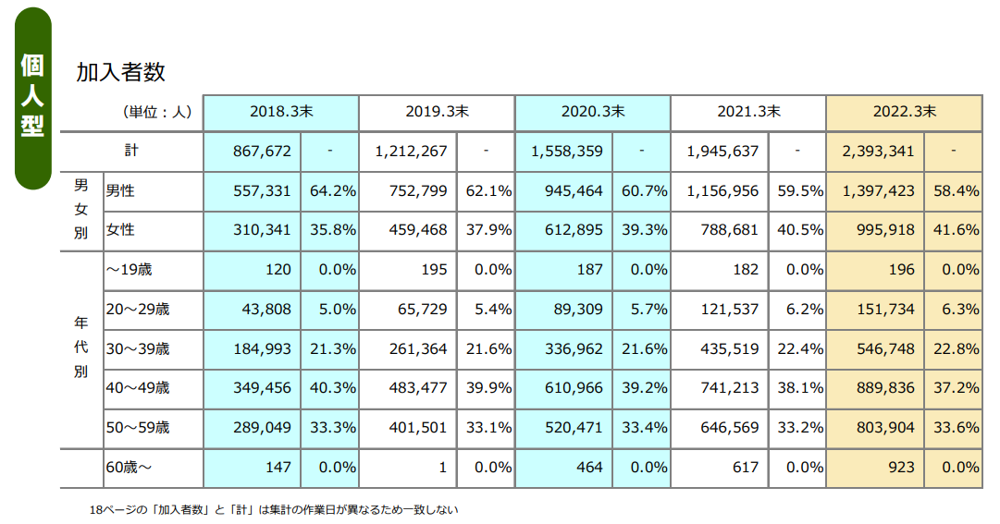 個人型
加入者数
（単位：人） 2018.3末 2019.3末 2020.3末 2021.3末 2022.3末
計 867,672 - 1,212,267 - 1,558,359 - 1,945,637 - 2,393,341 -
男女別
男性 557,331 64.2% 752,799 62.1% 945,464 60.7% 1,156,956 59.5% 1,397,423 58.4%
女性 310,341 35.8% 459,468 37.9% 612,895 39.3% 788,681 40.5% 995,918 41.6%
年代別
～19歳 120 0.0% 195 0.0% 187 0.0% 182 0.0% 196 0.0%
20～29歳 43,808 5.0% 65,729 5.4% 89,309 5.7% 121,537 6.2% 151,734 6.3%
30～39歳 184,993 21.3% 261,364 21.6% 336,962 21.6% 435,519 22.4% 546,748 22.8%
40～49歳 349,456 40.3% 483,477 39.9% 610,966 39.2% 741,213 38.1% 889,836 37.2%
50～59歳 289,049 33.3% 401,501 33.1% 520,471 33.4% 646,569 33.2% 803,904 33.6%
60歳～ 147 0.0% 1 0.0% 464 0.0% 617 0.0% 923 0.0%
18ページの「加入者数」と「計」は集計の作業日が異なるため一致しない